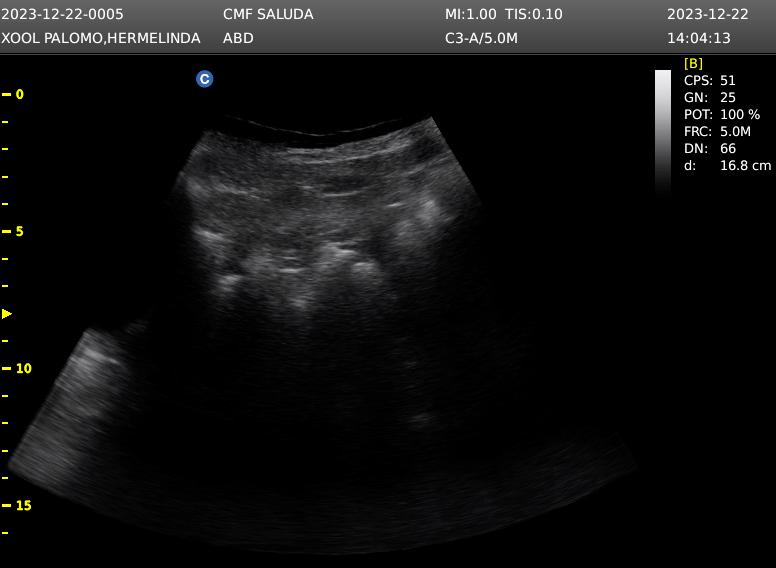 2023-12-22-0005 CMF SALUDA MI:1.00 TIS:0.10 2023-12-22
XOOL PALOMO,HERMELINDA ABD C3-A/5.0M 14:04:13
C
[B]
CPS: 51
GN: 25
POT: 100 %
FRC: 5.0M
DN: 66
d: 16.8 cm
0
5
10
15